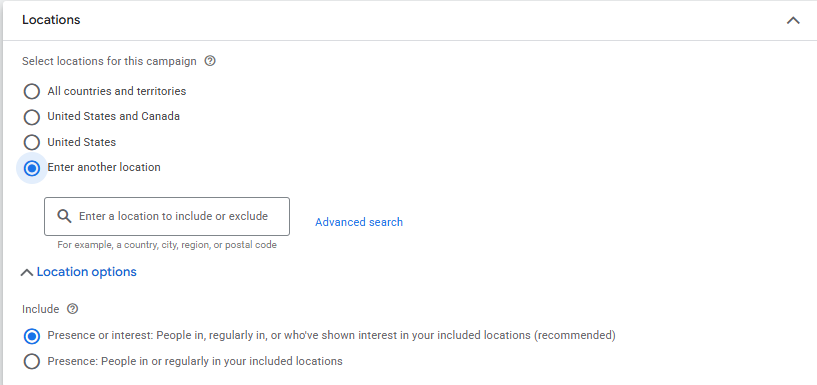 Locations
Select locations for this campaign
All countries and territories
United States and Canada
United States
Enter another location
Enter a location to include or exclude
Advanced search
For example, a country, city, region, or postal code
Location options
Include
Presence or interest: People in, regularly in, or who've shown interest in your included locations (recommended)
Presence: People in or regularly in your included locations